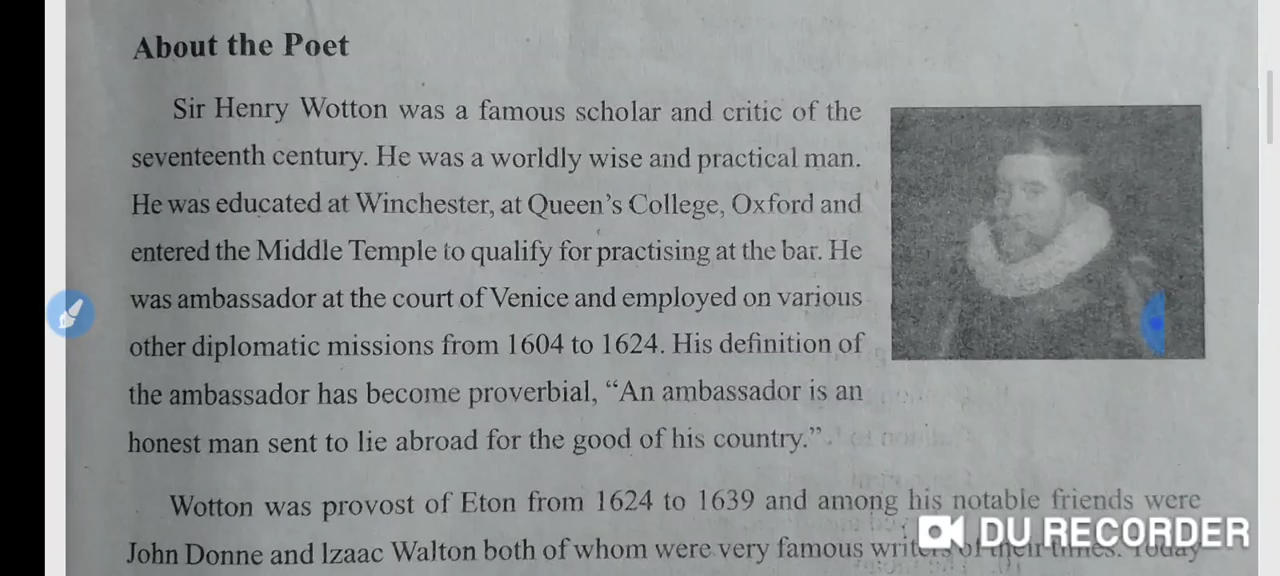 About the Poet
Sir Henry Wotton was a famous scholar and critic of the
seventeenth century. He was a worldly wise and practical man.
He was educated at Winchester, at Queen's College, Oxford and
entered the Middle Temple to qualify for practising at the bar. He
was ambassador at the court of Venice and employed on various
other diplomatic missions from 1604 to 1624. His definition of
the ambassador has become proverbial, “An ambassador is an
honest man sent to lie abroad for the good of his country.”
Wotton was provost of Eton from 1624 to 1639 and among his notable friends were
John Donne and Izaac Walton both of whom were very famous writers of their times. Today
DU RECORDER